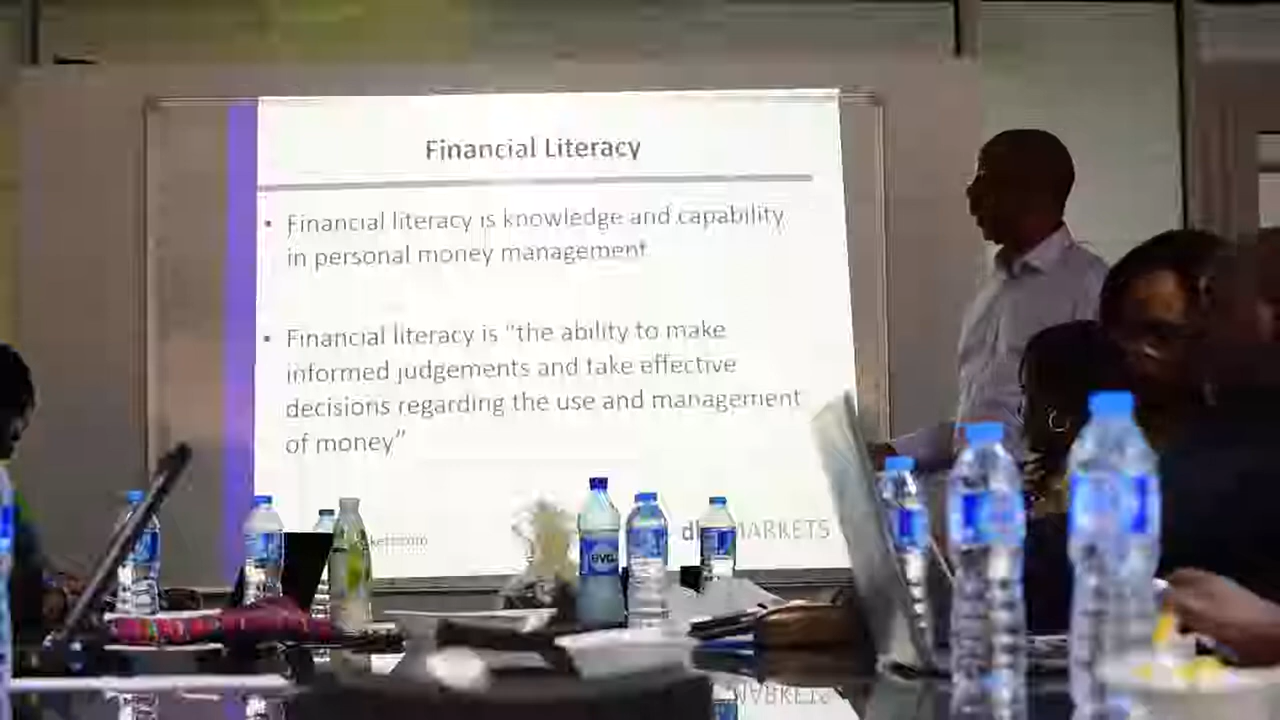 Financial Literacy
• Financial literacy is knowledge and capability
in personal money management
• Financial literacy is “the ability to make
informed judgements and take effective
decisions regarding the use and management
of money”
MARKETS